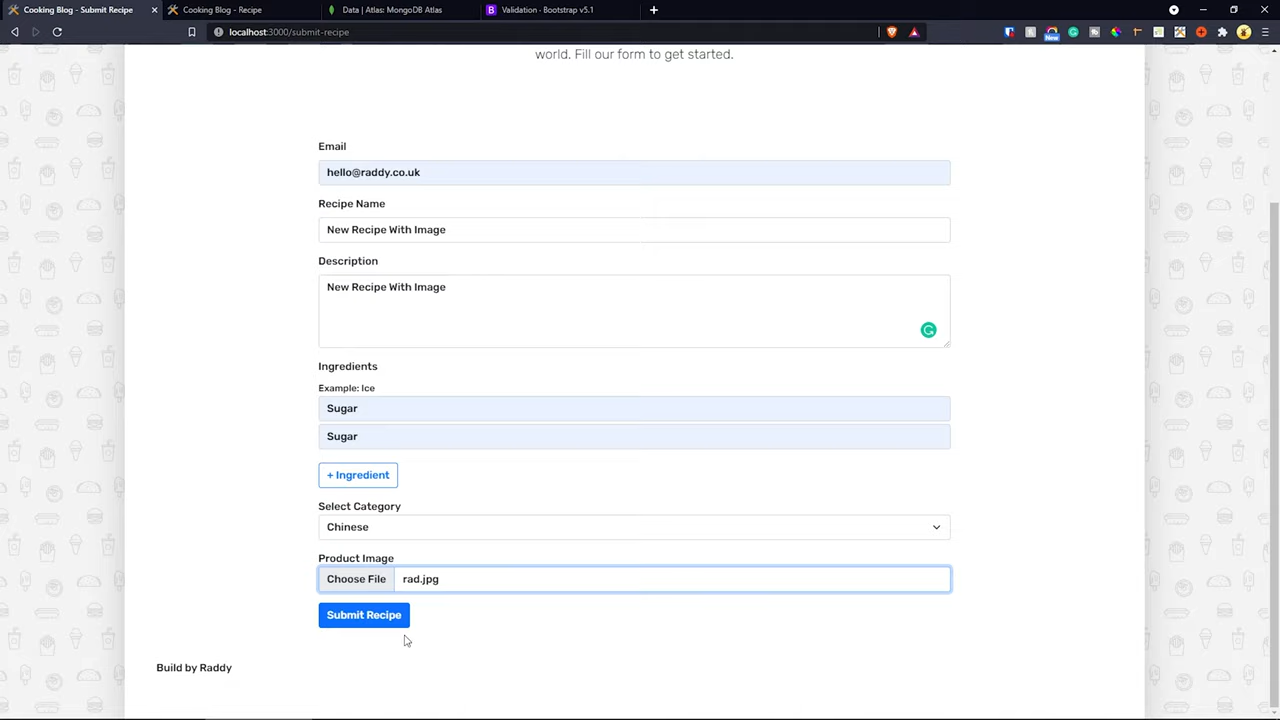 Cooking Blog - Submit Recipe
Cooking Blog - Recipe
Data | Atlas: MongoDB Atlas
B
Validation · Bootstrap v5.1
localhost:3000/submit-recipe
New
world. Fill our form to get started.
Email
hello@raddy.co.uk
Recipe Name
New Recipe With Image
Description
New Recipe With Image
Ingredients
Example: Ice
Sugar
Sugar
+ Ingredient
Select Category
Chinese
Product Image
Choose File rad.jpg
Submit Recipe
Build by Raddy